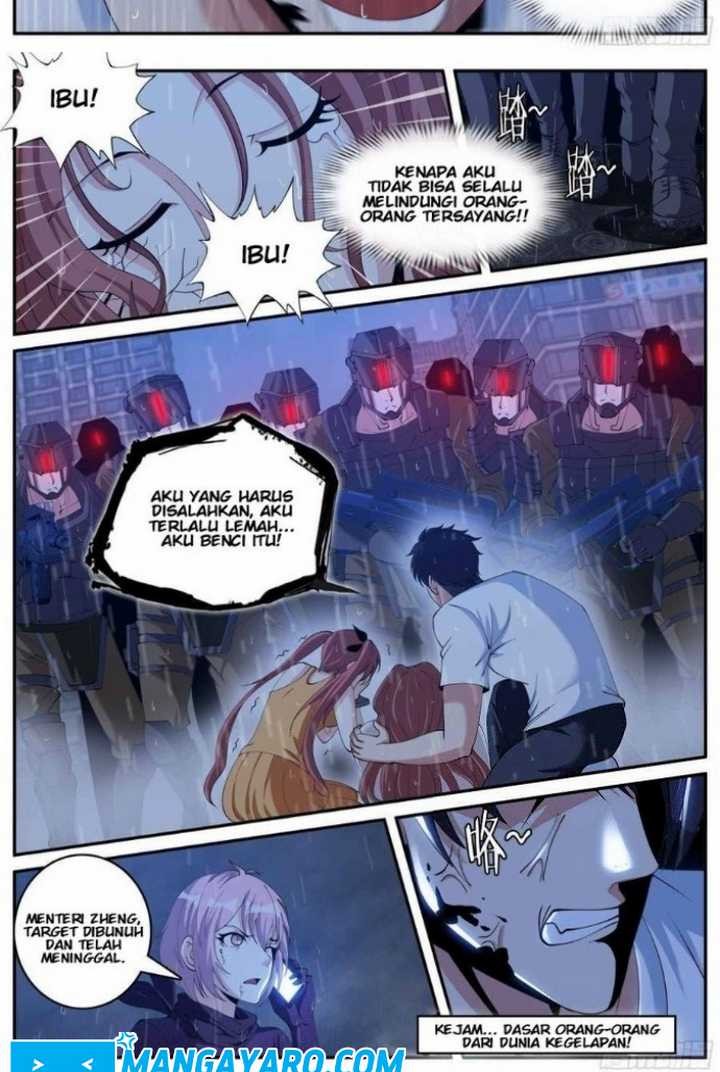 IBU!
踏~
踏~
KENAPA AKU
TIDAK BISA SELALU
MELINDUNGI ORANG-
ORANG TERSAYANG!!
IBU!
AKU YANG HARUS
DISALAHKAN, AKU
TERLALU LEMAH...
AKU BENCI ITU!
MENTERI ZHENG,
TARGET DIBUNUH
DAN TELAH
MENINGGAL.
咯~
KEJAM... DASAR ORANG-ORANG
DARI DUNIA KEGELAPAN!
MANGAYARO.COM